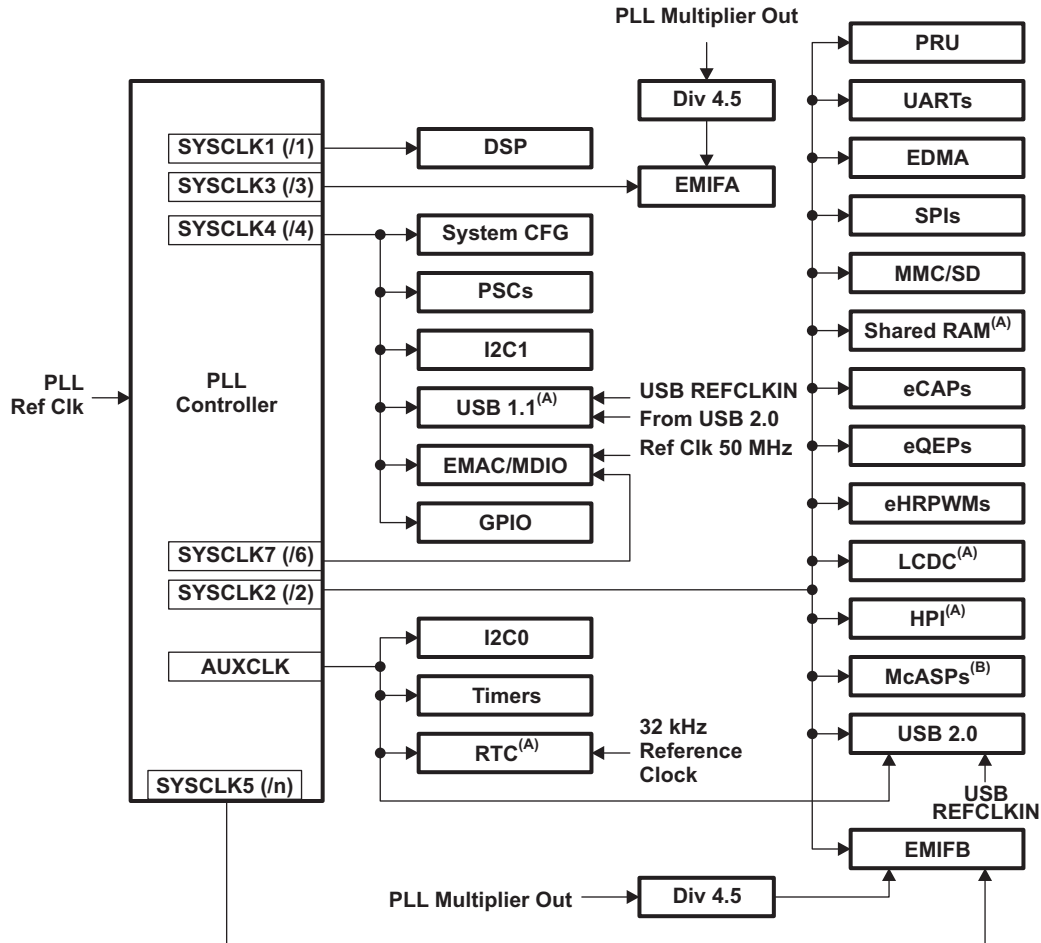 PLL Multiplier Out
Div 4.5
EMIFA
PLL
Ref Clk
PLL
Controller
SYSCLK1 (/1)
SYSCLK3 (/3)
SYSCLK4 (/4)
SYSCLK7 (/6)
SYSCLK2 (/2)
AUXCLK
SYSCLK5 (/n)
DSP
System CFG
PSCs
I2C1
USB 1.1(A)
EMAC/MDIO
GPIO
USB REFCLKIN
From USB 2.0
Ref Clk 50 MHz
I2C0
Timers
RTC(A)
32 kHz
Reference
Clock
PRU
UARTs
EDMA
SPIs
MMC/SD
Shared RAM(A)
eCAPs
eQEPs
eHRPWMs
LCDC(A)
HPI(A)
McASPs(B)
USB 2.0
USB
REFCLKIN
EMIFB
PLL Multiplier Out
Div 4.5